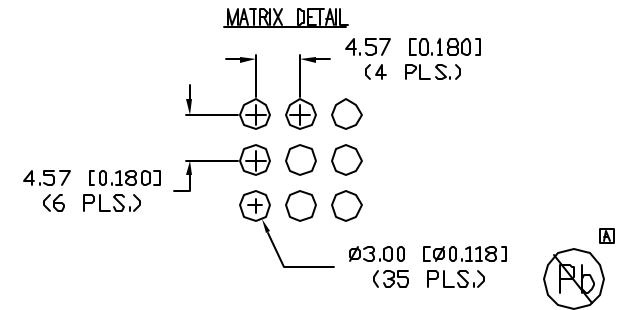 MATRIX DETAIL
4.57 [0.180]
(4 PLS.)
4.57 [0.180]
(6 PLS.)
Ø3.00 [Ø0.118]
(35 PLS.)
A
Pb